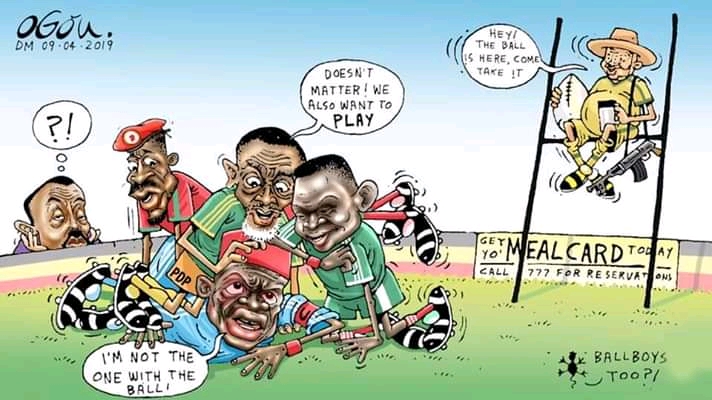 OGOU.
DM 09-04-2019
HEY!
THE BALL
IS HERE, COME
TAKE IT
DOESN'T
MATTER! WE
ALSO WANT TO
PLAY
?!
PDP
GET YO' MEALCARD TODAY
CALL 777 FOR RESERVATIONS
I'M NOT THE
ONE WITH THE
BALL!
BALLBOYS
TOO?!